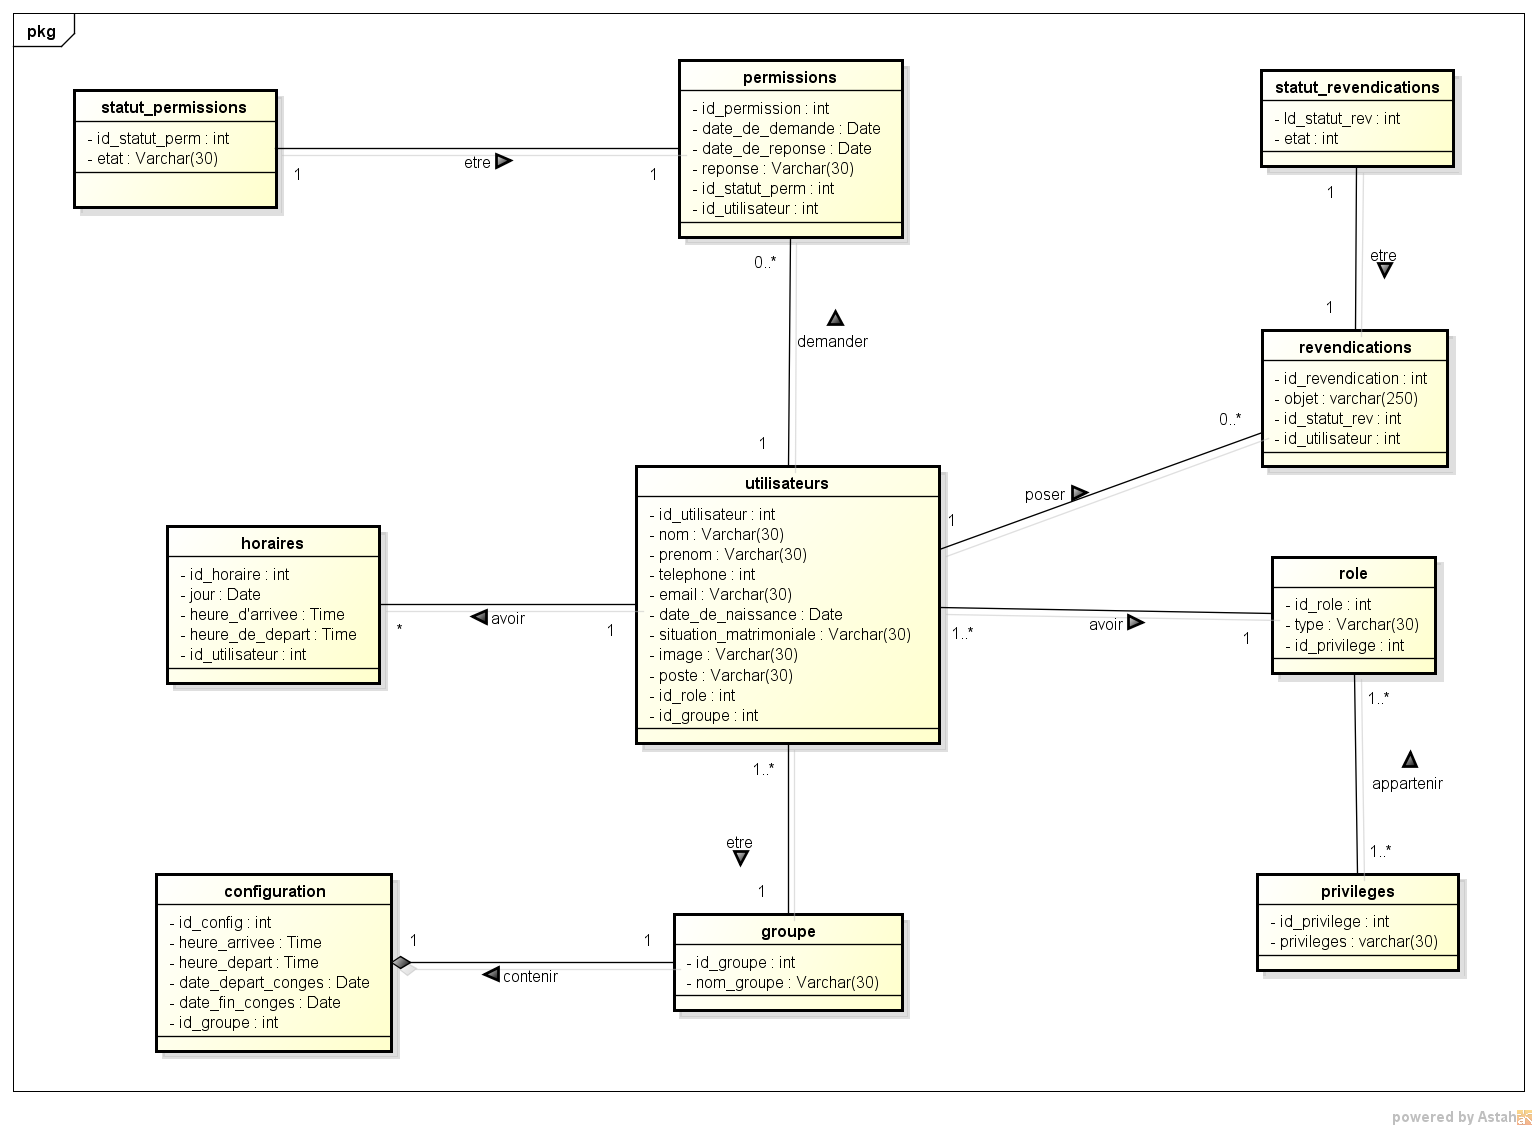 pkg
statut_permissions
- id_statut_perm : int
- etat : Varchar(30)
permissions
- id_permission : int
- date_de_demande : Date
- date_de_reponse : Date
- reponse : Varchar(30)
- id_statut_perm : int
- id_utilisateur : int
statut_revendications
- Id_statut_rev : int
- etat : int
etre
1
1
1
etre
1
0..*
demander
1
revendications
- id_revendication : int
- objet : varchar(250)
- id_statut_rev : int
- id_utilisateur : int
0..*
poser
1
utilisateurs
- id_utilisateur : int
- nom : Varchar(30)
- prenom : Varchar(30)
- telephone : int
- email : Varchar(30)
- date_de_naissance : Date
- situation_matrimoniale : Varchar(30)
- image : Varchar(30)
- poste : Varchar(30)
- id_role : int
- id_groupe : int
horaires
- id_horaire : int
- jour : Date
- heure_d'arrivee : Time
- heure_de_depart : Time
- id_utilisateur : int
avoir
*
1
role
- id_role : int
- type : Varchar(30)
- id_privilege : int
avoir
1..*
1
1..*
appartenir
1..*
1..*
etre
1
configuration
- id_config : int
- heure_arrivee : Time
- heure_depart : Time
- date_depart_conges : Date
- date_fin_conges : Date
- id_groupe : int
1
1
contenir
groupe
- id_groupe : int
- nom_groupe : Varchar(30)
privileges
- id_privilege : int
- privileges : varchar(30)
powered by Astah